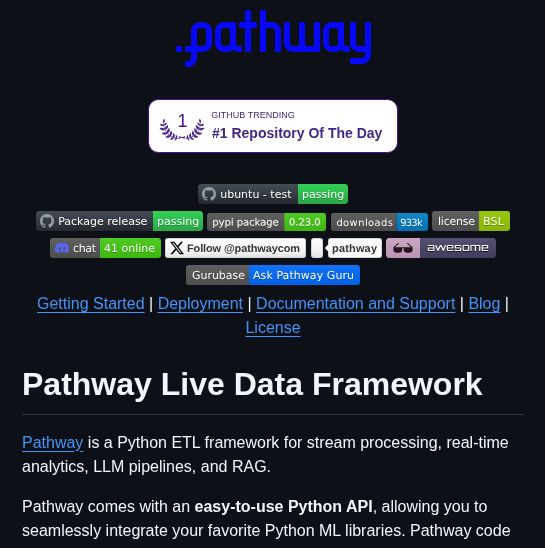 .pathway
1
GITHUB TRENDING
#1 Repository Of The Day
ubuntu - test passing
Package release passing pypi package 0.23.0 downloads 933k license BSL
chat 41 online Follow @pathwaycom pathway awesome
Gurubase Ask Pathway Guru
Getting Started | Deployment | Documentation and Support | Blog |
License
Pathway Live Data Framework
Pathway is a Python ETL framework for stream processing, real-time
analytics, LLM pipelines, and RAG.
Pathway comes with an easy-to-use Python API, allowing you to
seamlessly integrate your favorite Python ML libraries. Pathway code